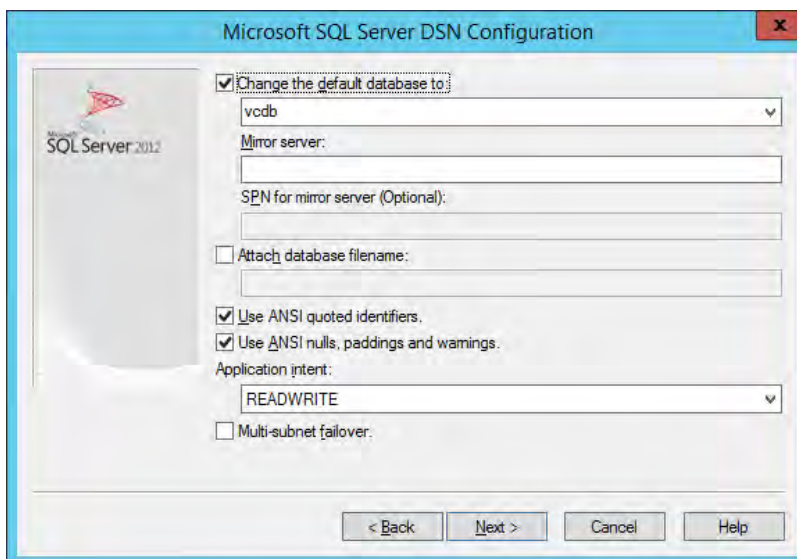 Microsoft SQL Server DSN Configuration
x
Change the default database to:
vcdb
Mirror server:
Microsoft
SQL Server 2012
SPN for mirror server (Optional):
Attach database filename:
Use ANSI quoted identifiers.
Use ANSI nulls, paddings and warnings.
Application intent:
READWRITE
Multi-subnet failover.
< Back Next > Cancel Help